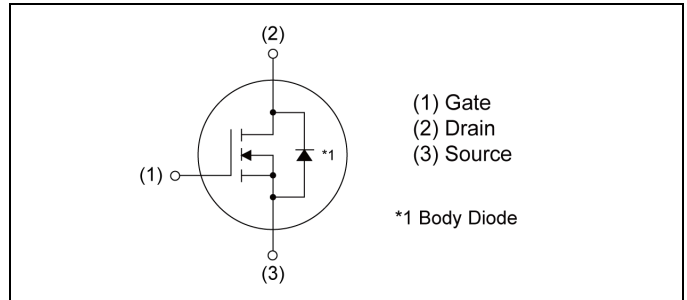 (2)
(1) Gate
(2) Drain
(3) Source
*1
(1)
*1 Body Diode
(3)